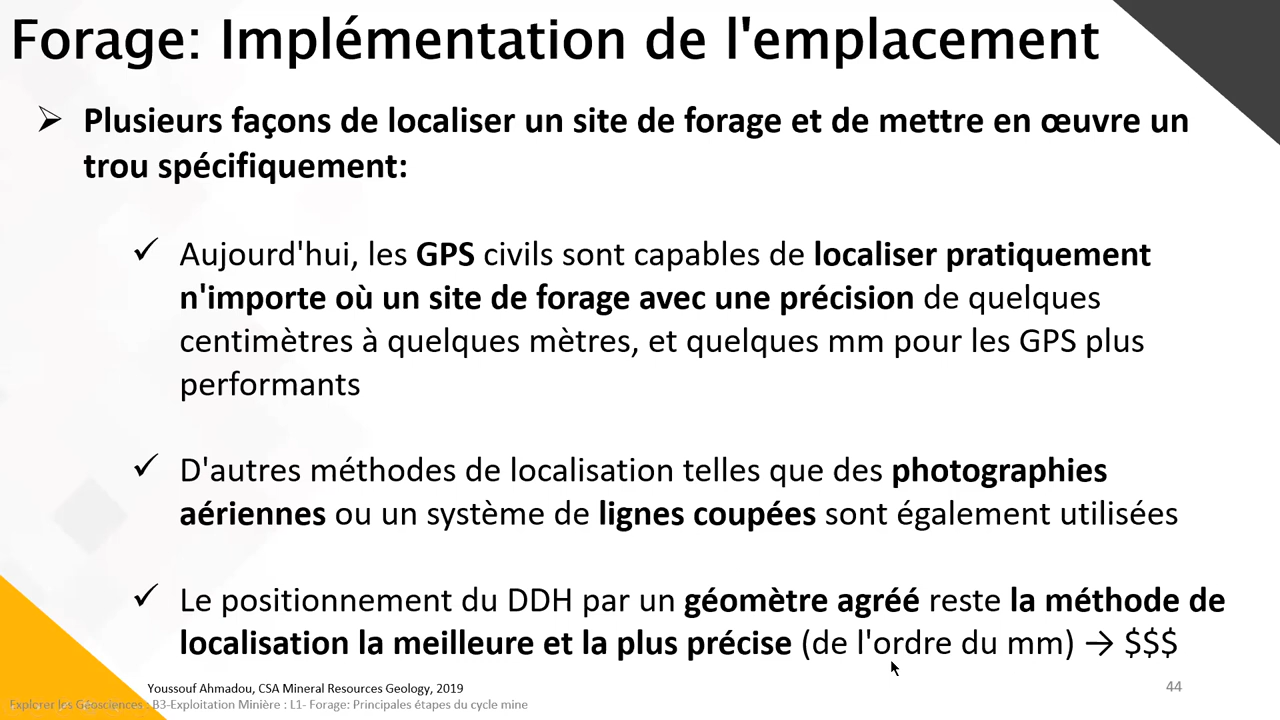 Forage: Implémentation de l'emplacement
Plusieurs façons de localiser un site de forage et de mettre en œuvre un
trou spécifiquement:
Aujourd'hui, les GPS civils sont capables de localiser pratiquement
n'importe où un site de forage avec une précision de quelques
centimètres à quelques mètres, et quelques mm pour les GPS plus
performants
D'autres méthodes de localisation telles que des photographies
aériennes ou un système de lignes coupées sont également utilisées
Le positionnement du DDH par un géomètre agréé reste la méthode de
localisation la meilleure et la plus précise (de l'ordre du mm) → $$$
Youssouf Ahmadou, CSA Mineral Resources Geology, 2019
44
Explorer les Géosciences : B3-Exploitation Minière : L1- Forage: Principales étapes du cycle mine